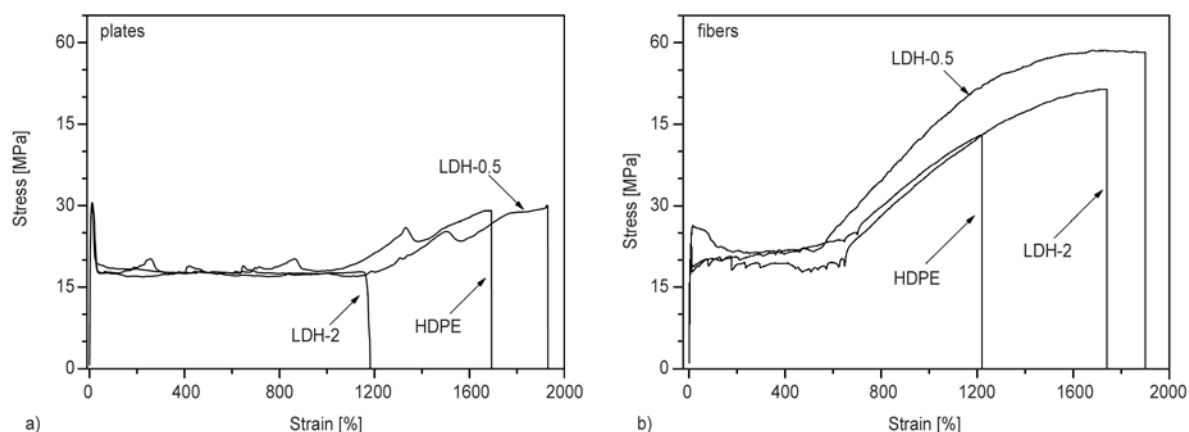 plates
60
15
30
15
0
Stress [MPa]
LDH-0.5
LDH-2
HDPE
0 400 800 1200 1600 2000
Strain [%]
a)
fibers
60
15
30
15
0
Stress [MPa]
LDH-0.5
HDPE
LDH-2
0 400 800 1200 1600 2000
Strain [%]
b)